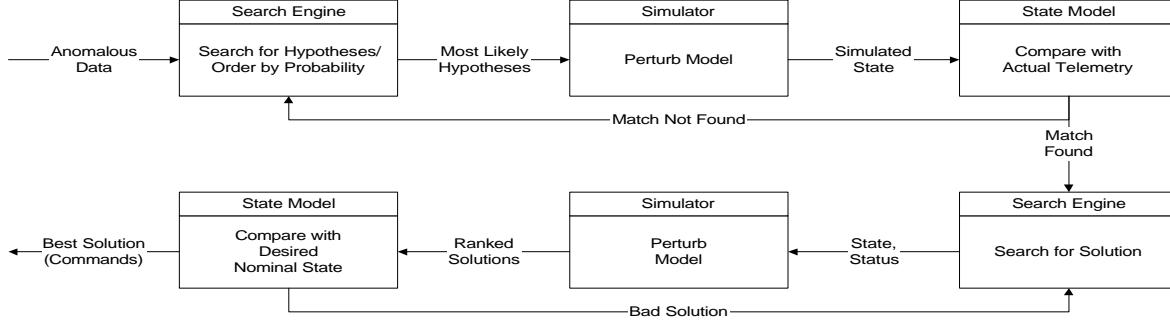 Search Engine
Simulator
State Model
Anomalous
Data
Search for Hypotheses/
Order by Probability
Most Likely
Hypotheses
Perturb Model
Simulated
State
Compare with
Actual Telemetry
Match Not Found
Match
Found
State Model
Simulator
Search Engine
Best Solution
(Commands)
Compare with
Desired
Nominal State
Ranked
Solutions
Perturb
Model
State,
Status
Search for Solution
Bad Solution